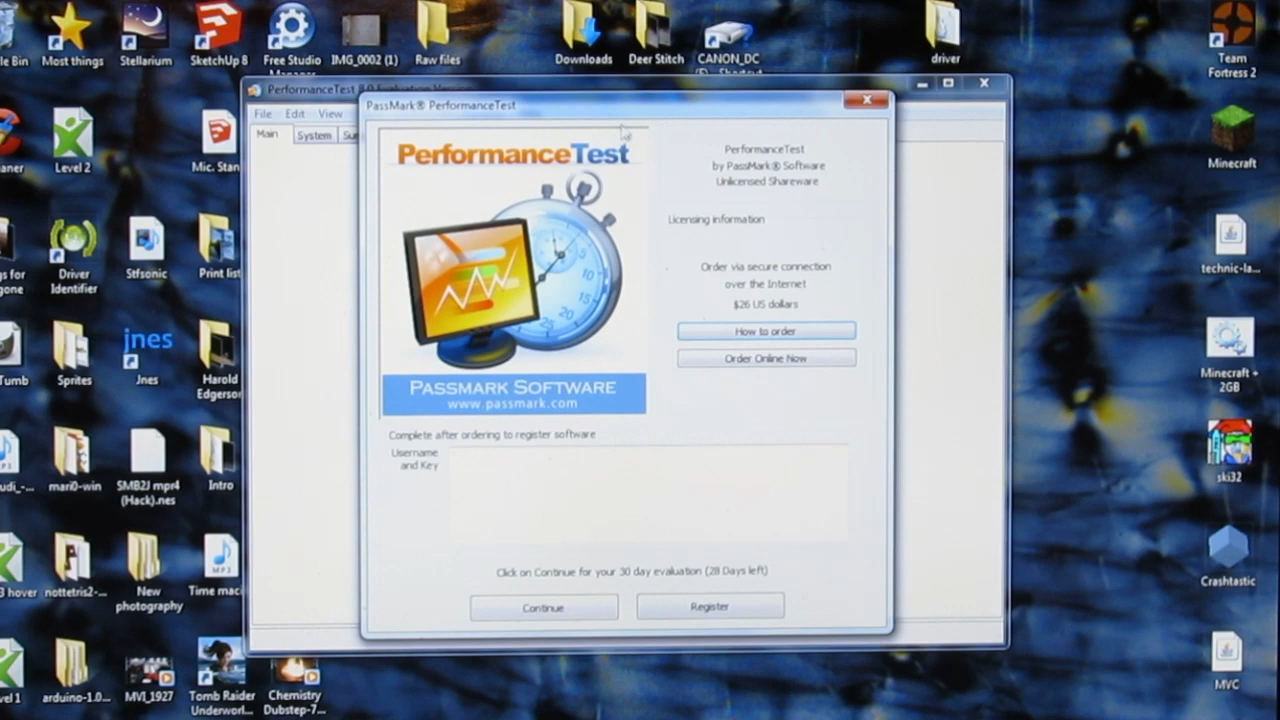 Most things
Stellarium
SketchUp 8
Free Studio
IMG_0002 (1)
Raw files
Downloads
Deer Stitch
CANON_DC
driver
Team
Fortress 2
PerformanceTest 8.0 Evaluation Version
File Edit View
Main System
PassMark® PerformanceTest
PerformanceTest
PASSMARK SOFTWARE
www.passmark.com
PerformanceTest
by PassMark® Software
Unlicensed Shareware
Licensing information
Order via secure connection
over the Internet
$26 US dollars
How to order
Order Online Now
Complete after ordering to register software
Username
and Key
Click on Continue for your 30 day evaluation (28 Days left)
Continue
Register
Level 2
Mic. Stan
Minecraft
Driver
Identifier
Stfsonic
Print list
technic-la...
Sprites
jnes
Jnes
Harold
Edgerson
Minecraft +
2GB
mari0-win
SMB2J mpr4
(Hack).nes
Intro
ski32
hover
nottetris2-...
New
photography
MP3
Time mac
Crashtastic
arduino-1.0...
MVI_1927
Tomb Raider
Underworl...
Chemistry
Dubstep-7...
MVC